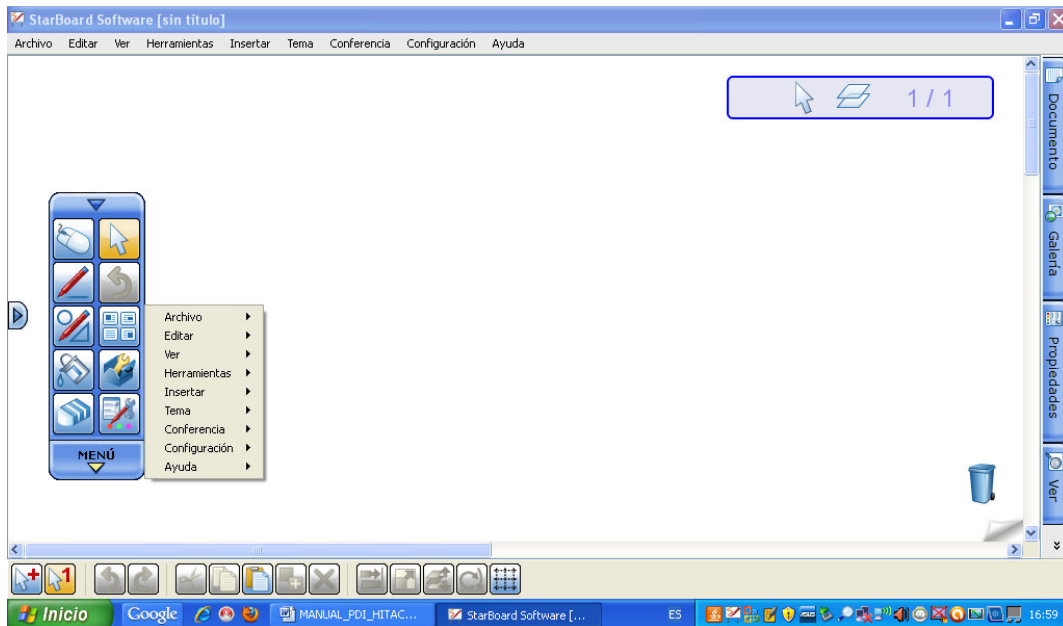 StarBoard Software [sin título]
Archivo Editar Ver Herramientas Insertar Tema Conferencia Configuración Ayuda
1 / 1
Documento
Galería
Propiedades
Ver
Archivo
Editar
Ver
Herramientas
Insertar
Tema
Conferencia
Configuración
Ayuda
MENÚ
1
Inicio Google MANUAL_PDI_HITAC... StarBoard Software [... ES 16:59